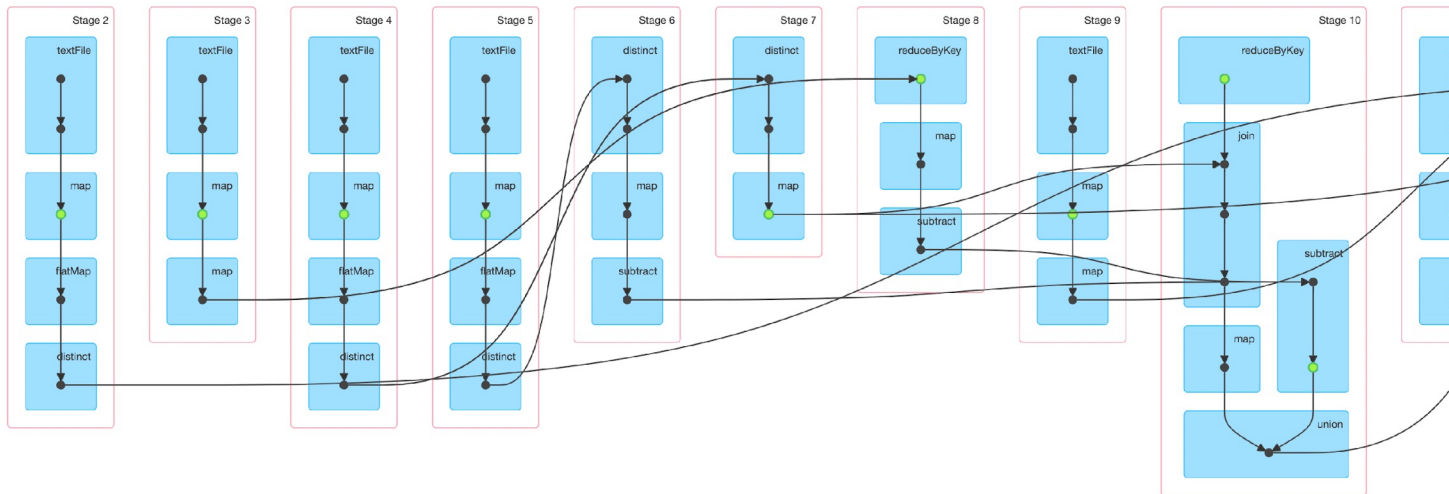 Stage 2
textFile
map
flatMap
distinct
Stage 3
textFile
map
map
Stage 4
textFile
map
flatMap
distinct
Stage 5
textFile
map
flatMap
distinct
Stage 6
distinct
map
subtract
Stage 7
distinct
map
Stage 8
reduceByKey
map
subtract
Stage 9
textFile
map
map
Stage 10
reduceByKey
join
subtract
map
union